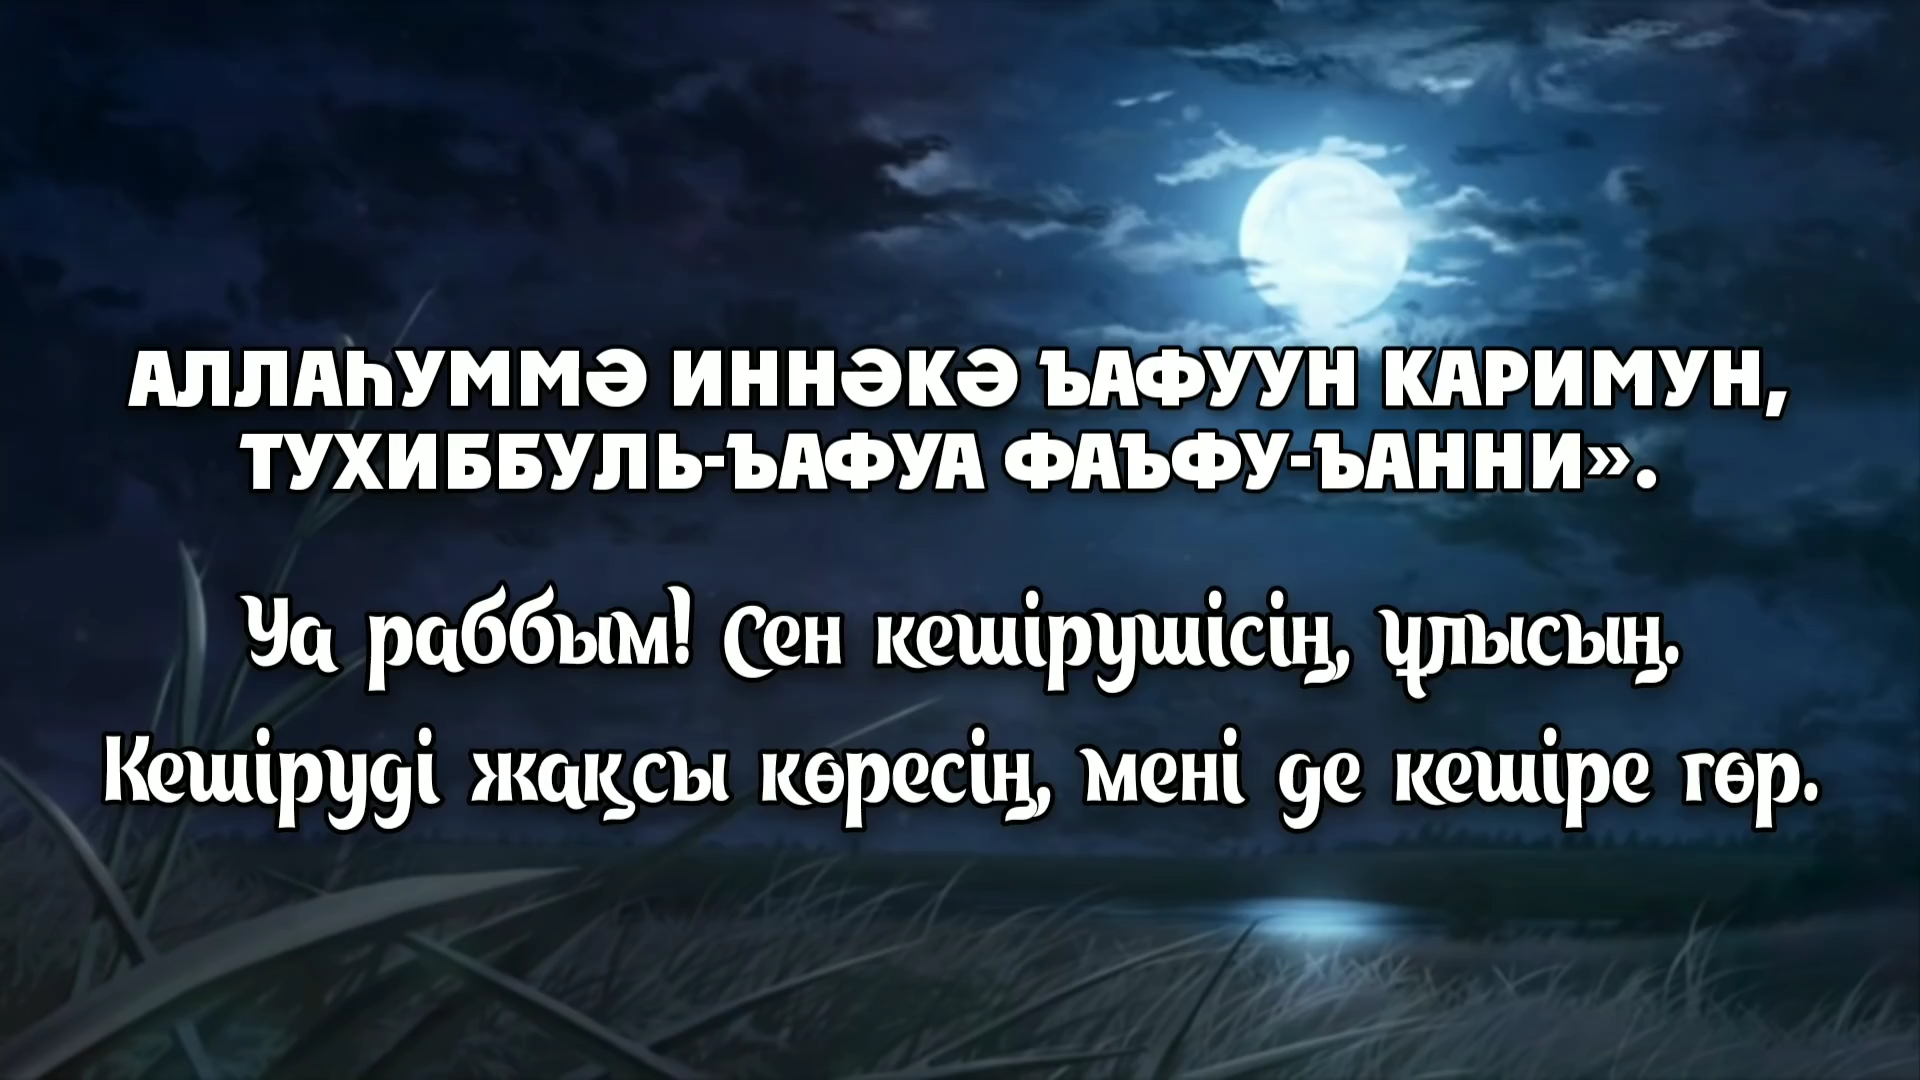 АЛЛАҺУММӘ ИННӘКӘ ЪАФУУН КАРИМУН,
ТУХИББУЛЬ-ЪАФУА ФАЪФУ-ЪАННИ».
Уа раббым! Сен кешірушісің, ұлысың.
Кешіруді жақсы көресің, мені де кешіре гөр.